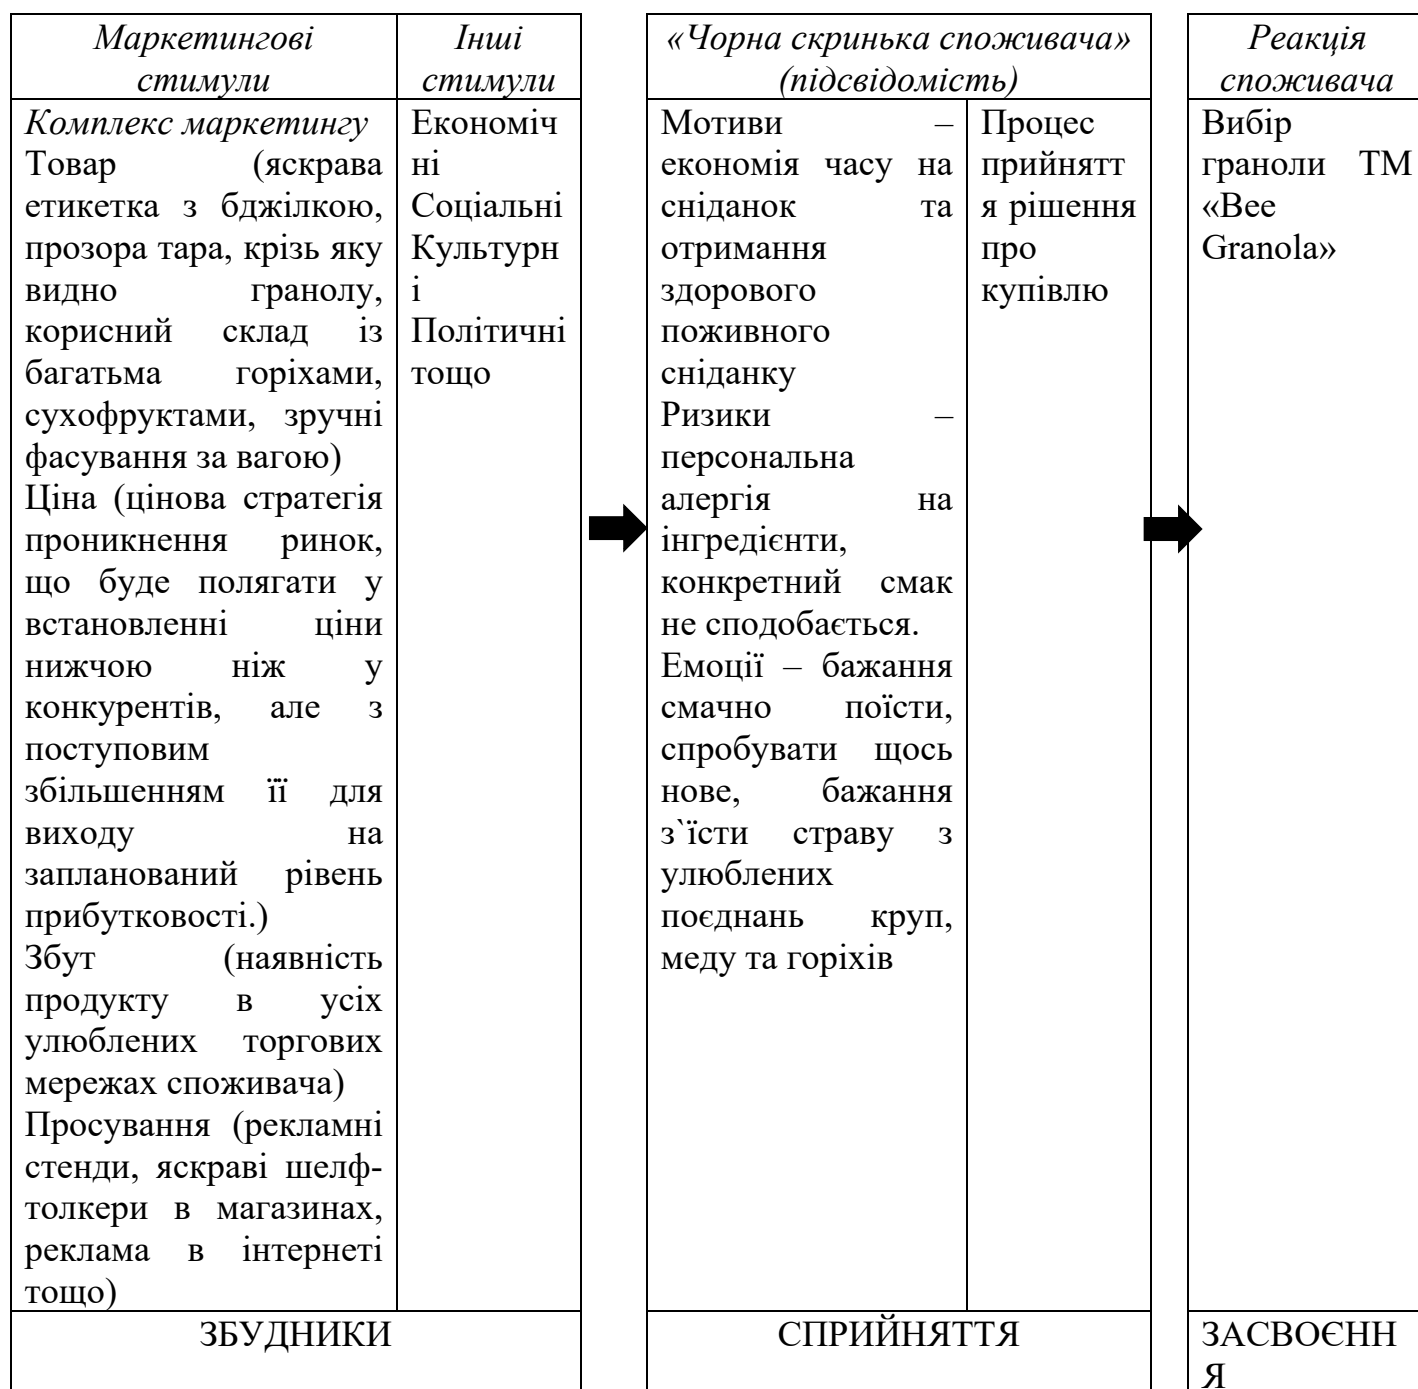 Маркетингові
стимули
Інші
стимули
«Чорна скринька споживача»
(підсвідомість)
Реакція
споживача
Комплекс маркетингу
Товар (яскрава
етикетка з бджілкою,
прозора тара, крізь яку
видно гранолу,
корисний склад із
багатьма горіхами,
сухофруктами, зручні
фасування за вагою)
Ціна (цінова стратегія
проникнення ринок,
що буде полягати у
встановленні ціни
нижчою ніж у
конкурентів, але з
поступовим
збільшенням її для
виходу на
запланований рівень
прибутковості.)
Збут (наявність
продукту в усіх
улюблених торгових
мережах споживача)
Просування (рекламні
стенди, яскраві шелф-
толкери в магазинах,
реклама в інтернеті
тощо)
Економіч
ні
Соціальні
Культурн
і
Політичні
тощо
Мотиви –
економія часу на
сніданок та
отримання
здорового
поживного
сніданку
Ризики –
персональна
алергія на
інгредієнти,
конкретний смак
не сподобається.
Емоції – бажання
смачно поїсти,
спробувати щось
нове, бажання
з`їсти страву з
улюблених
поєднань круп,
меду та горіхів
Процес
прийнятт
я рішення
про
купівлю
Вибір
граноли ТМ
«Bee
Granola»
ЗБУДНИКИ
СПРИЙНЯТТЯ
ЗАСВОЄНН
Я